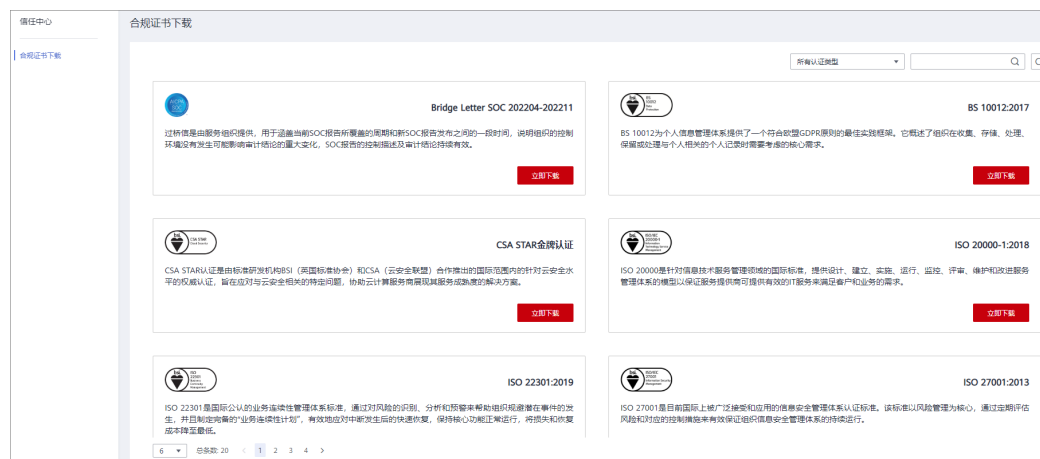 信任中心
合规证书下载
合规证书下载
所有认证类型
Bridge Letter SOC 202204-202211
过桥信是由服务组织提供，用于涵盖当前SOC报告所覆盖的周期和新SOC报告发布之间的一段时间，说明组织的控制
环境没有发生可能影响审计结论的重大变化，SOC报告的控制描述及审计结论持续有效。
立即下载
BS 10012:2017
BS 10012为个人信息管理体系提供了一个符合欧盟GDPR原则的最佳实践框架。它概述了组织在收集、存储、处理、
保留或处理与个人相关的个人记录时需要考虑的核心需求。
立即下载
CSA STAR金牌认证
CSA STAR认证是由标准研发机构BSI（英国标准协会）和CSA（云安全联盟）合作推出的国际范围内的针对云安全水
平的权威认证，旨在应对与云安全相关的特定问题，协助云计算服务商展现其服务成熟度的解决方案。
立即下载
ISO 20000-1:2018
ISO 20000是针对信息技术服务管理领域的国际标准，提供设计、建立、实施、运行、监控、评审、维护和改进服务
管理体系的模型以保证服务提供商可提供有效的IT服务来满足客户和业务的需求。
立即下载
ISO 22301:2019
ISO 22301是国际公认的业务连续性管理体系标准，通过对风险的识别、分析和预警来帮助组织规避潜在事件的发
生，并且制定完备的“业务连续性计划”，有效地应对中断发生后的快速恢复，保持核心功能正常运行，将损失和恢复
成本降至最低。
ISO 27001:2013
ISO 27001是目前国际上被广泛接受和应用的信息安全管理体系认证标准。该标准以风险管理为核心，通过定期评估
风险和对应的控制措施来有效保证组织信息安全管理体系的持续运行。
6 总条数: 20 1 2 3 4